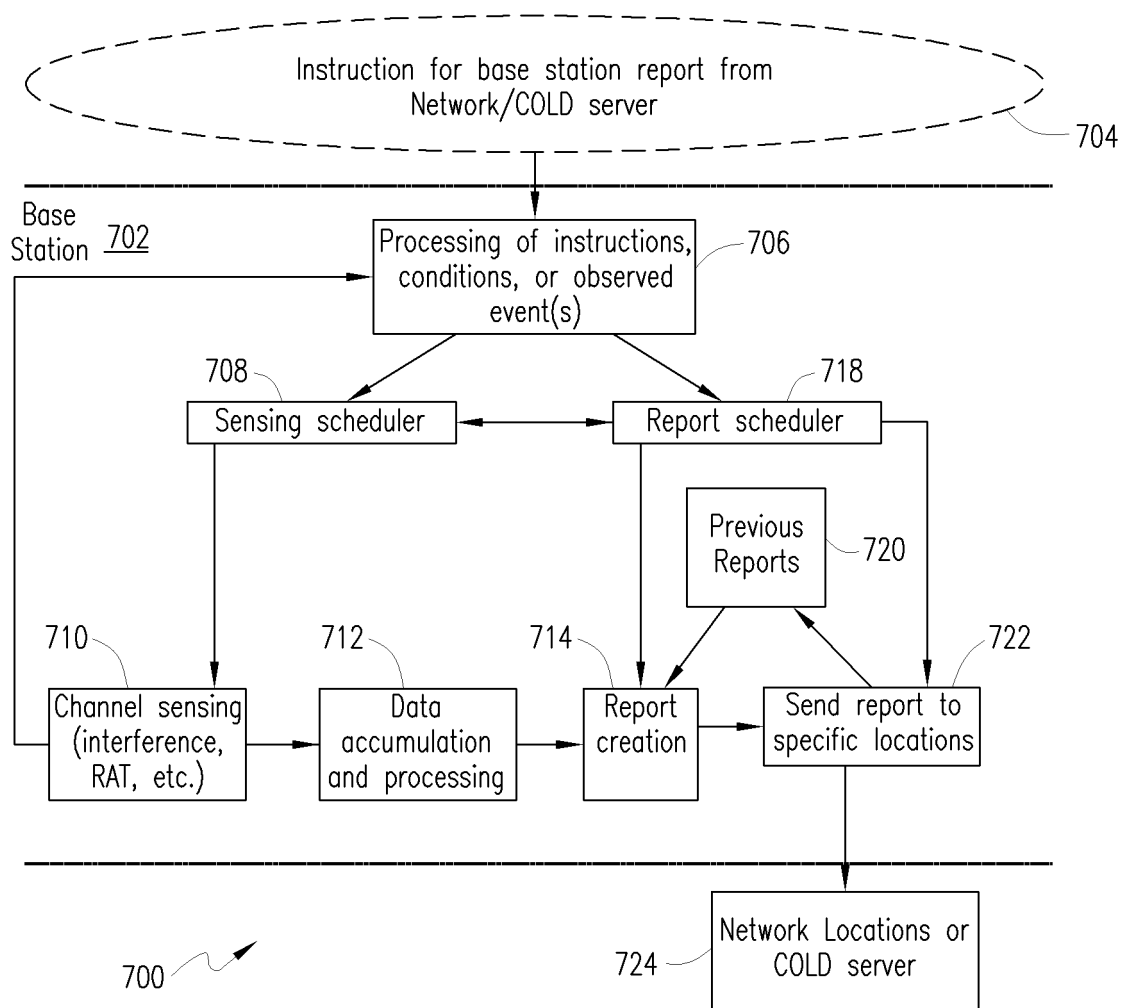 Instruction for base station report from
Network/COLD server
704
Base
Station 702
Processing of instructions,
conditions, or observed
event(s)
706
708
Sensing scheduler
718
Report scheduler
Previous
Reports
720
710
Channel sensing
(interference,
RAT, etc.)
712
Data
accumulation
and processing
714
Report
creation
722
Send report to
specific locations
700
724
Network Locations or
COLD server